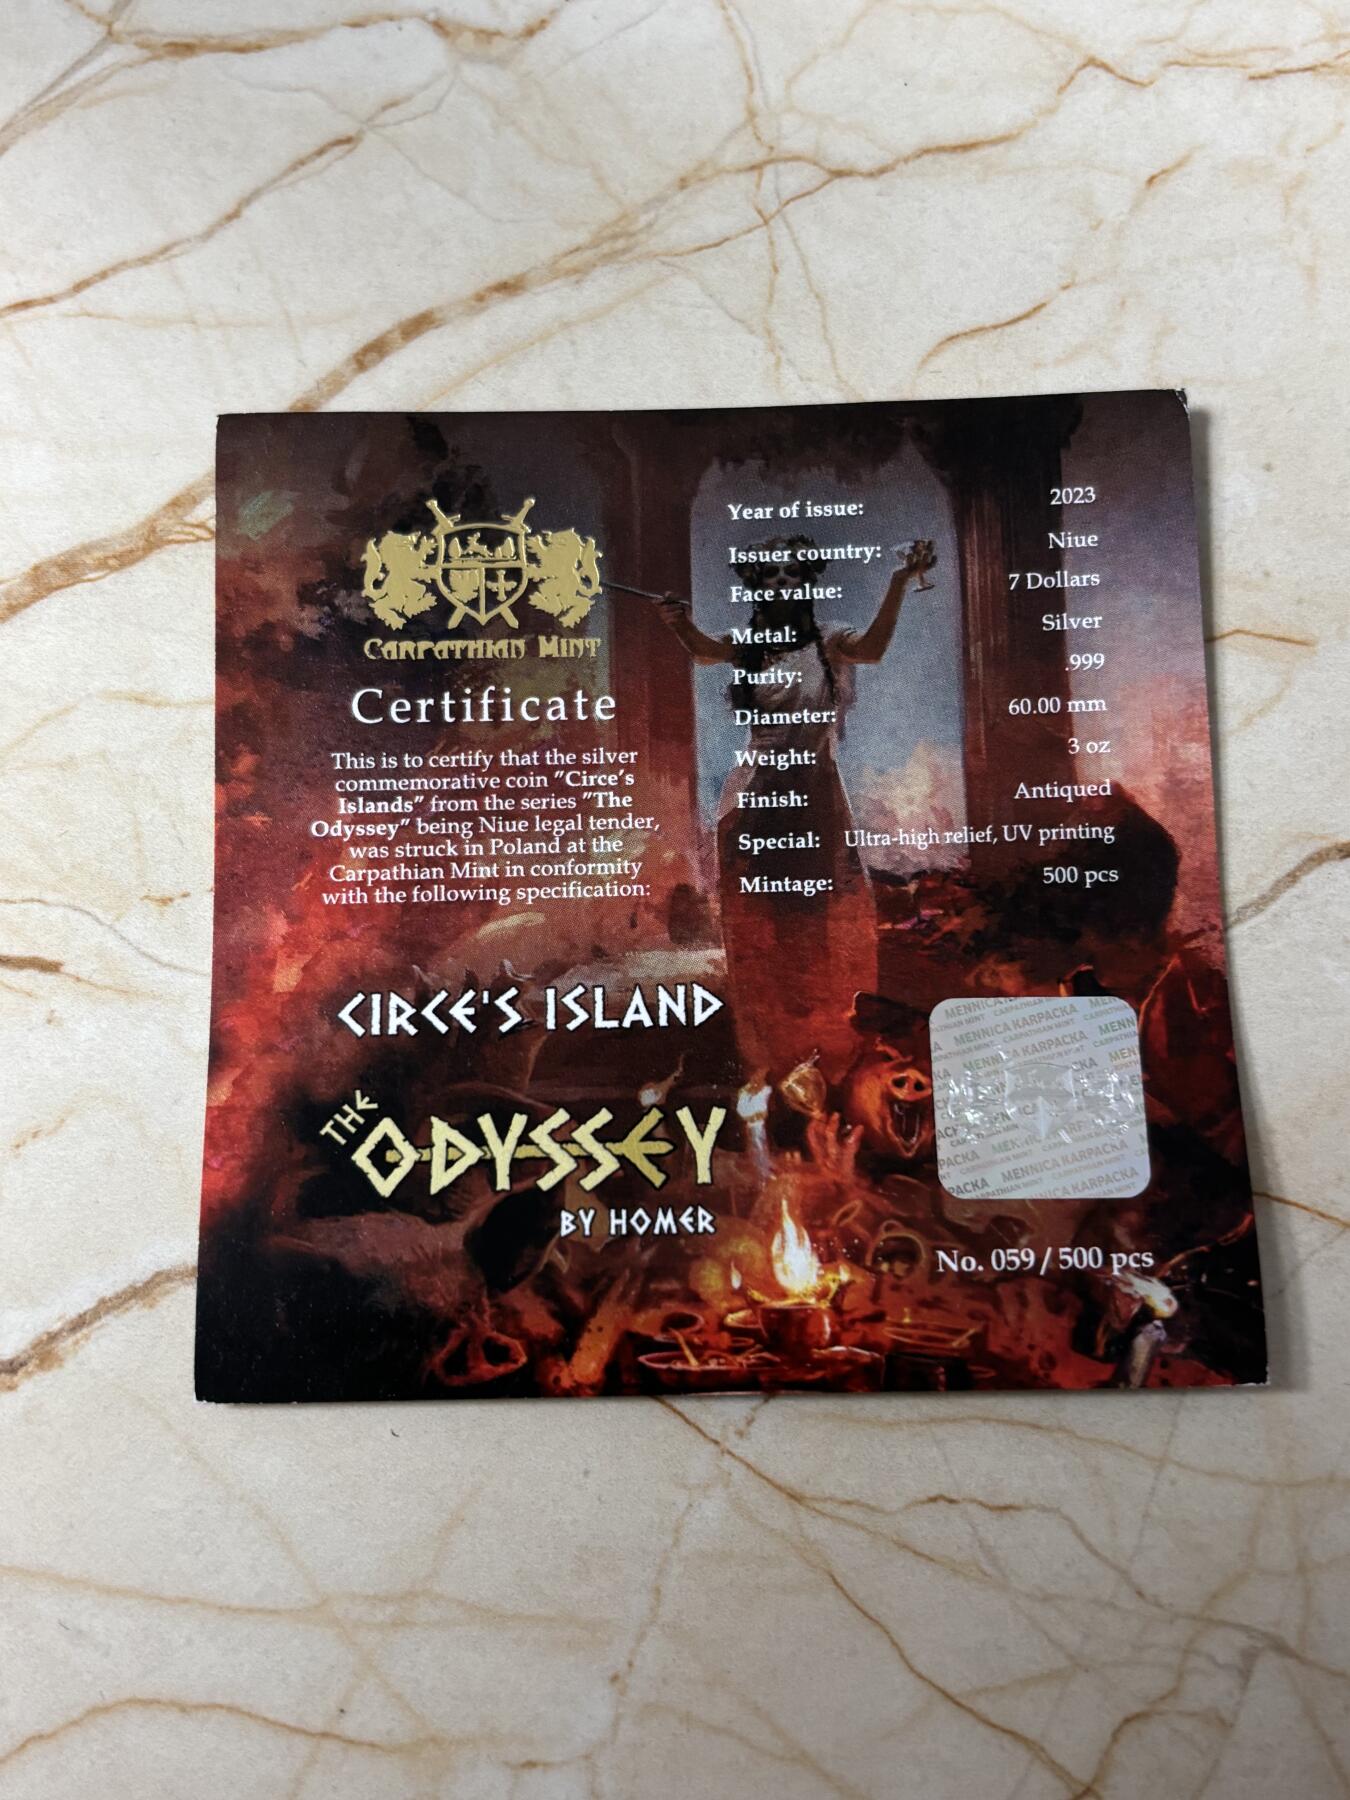 CARPATHIAN MINT
Certificate
This is to certify that the silver
commemorative coin "Circe's
Islands" from the series "The
Odyssey" being Niue legal tender,
was struck in Poland at the
Carpathian Mint in conformity
with the following specification:
Year of issue: 2023
Issuer country: Niue
Face value: 7 Dollars
Metal: Silver
Purity: .999
Diameter: 60.00 mm
Weight: 3 oz
Finish: Antiqued
Special: Ultra-high relief, UV printing
Mintage: 500 pcs
CIRCE'S ISLAND
THE
ODYSSEY
BY HOMER
MENNICA KARPACKA
CARPATHIAN MINT
MENNICA KARPACKA
No. 059 / 500 pcs